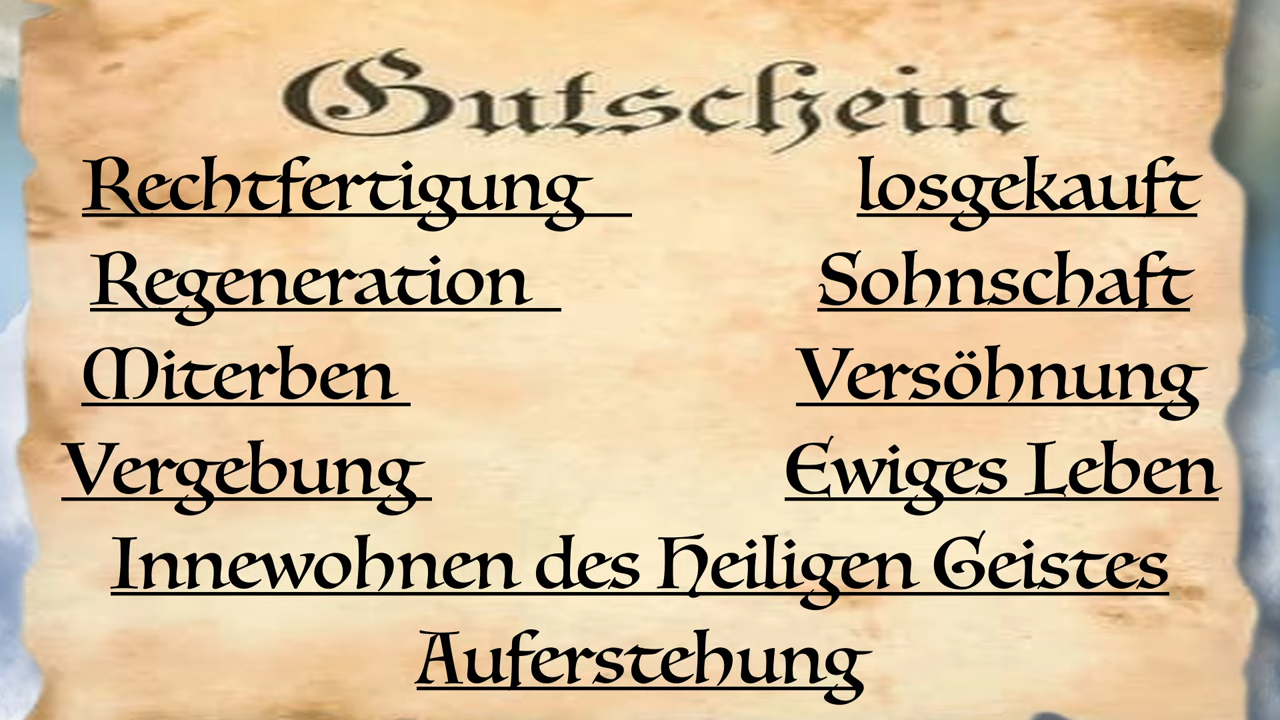 Gutschein
Rechtfertigung losgekauft
Regeneration Sohnschaft
Miterben Versöhnung
Vergebung Ewiges Leben
Innewohnen des Heiligen Geistes
Auferstehung